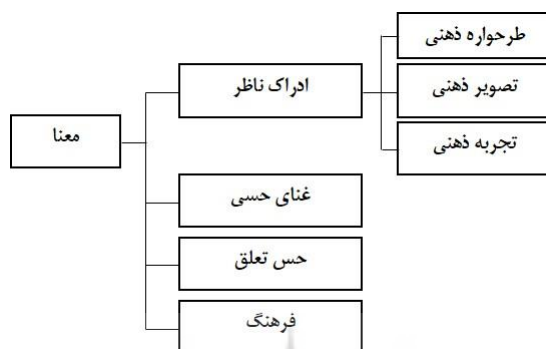 معنا
ادراک ناظر
طرحواره ذهنی
تصویر ذهنی
تجربه ذهنی
غنای حسی
حس تعلق
فرهنگ